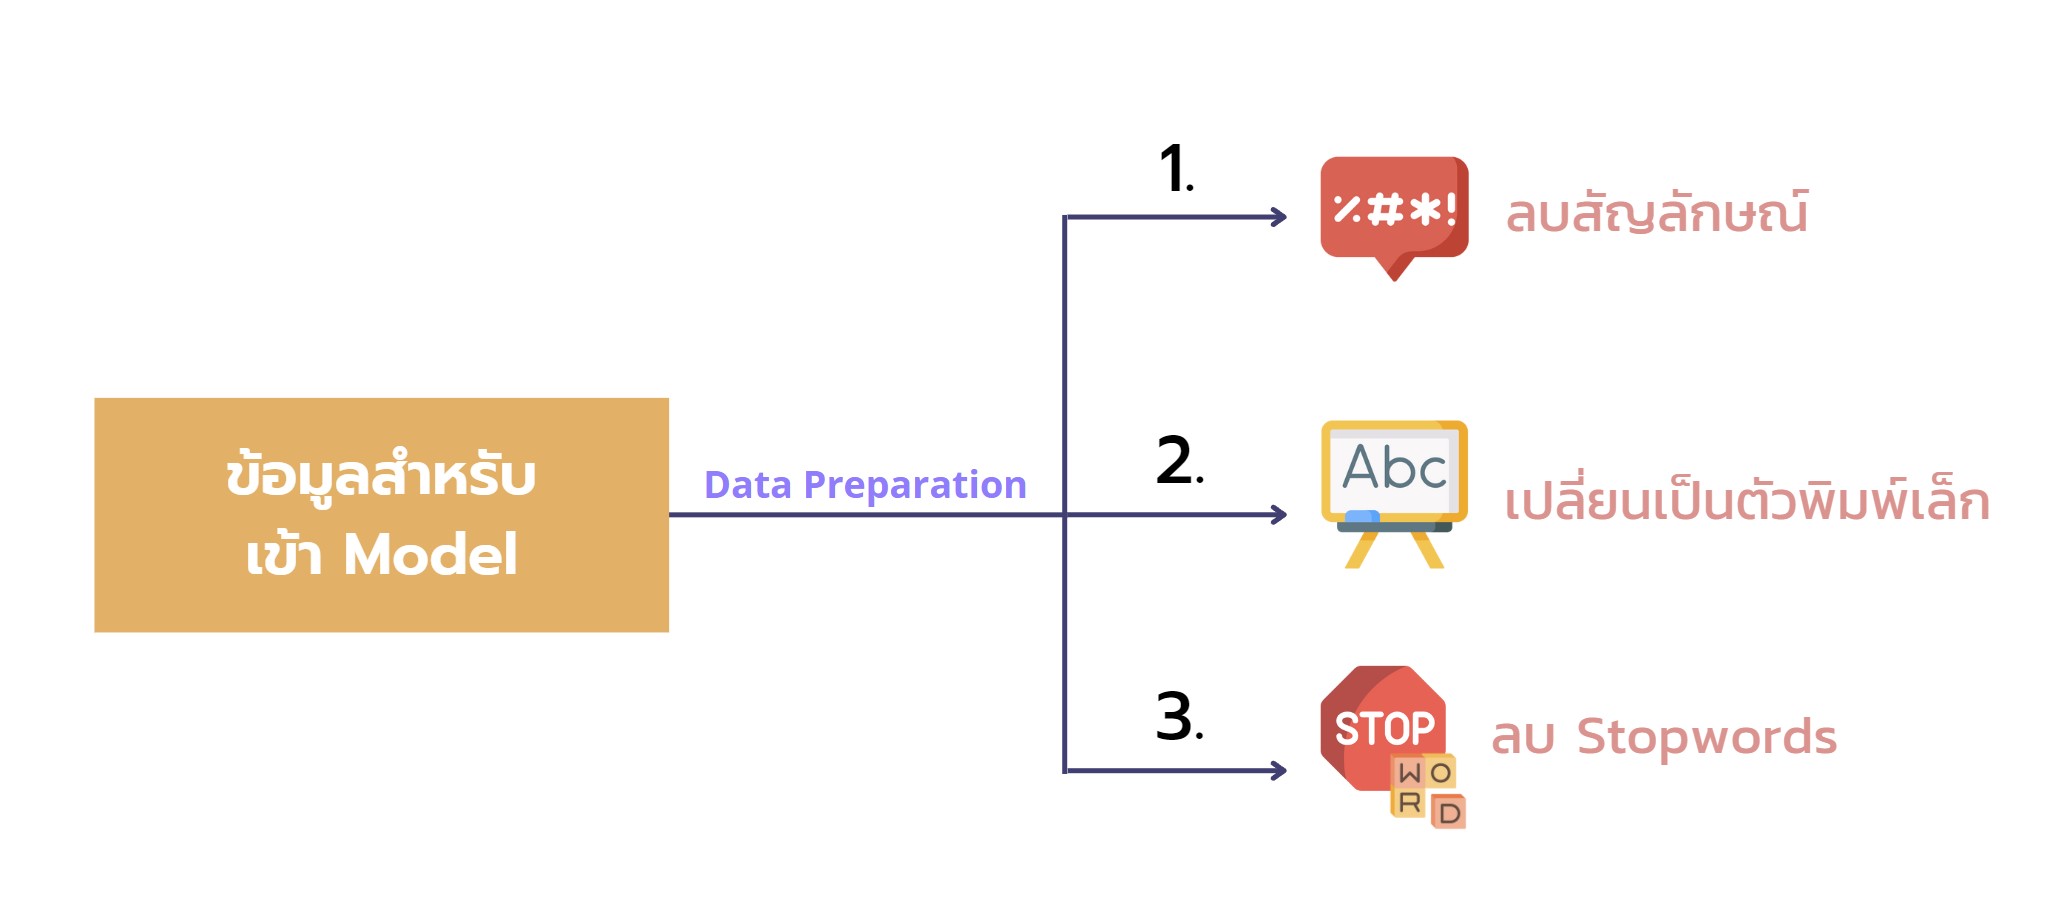 ข้อมูลสำหรับ
เข้า Model
Data Preparation
1.
%#*!
ลบสัญลักษณ์
2.
Abc
เปลี่ยนเป็นตัวพิมพ์เล็ก
3.
STOP
WO
R D
ลบ Stopwords